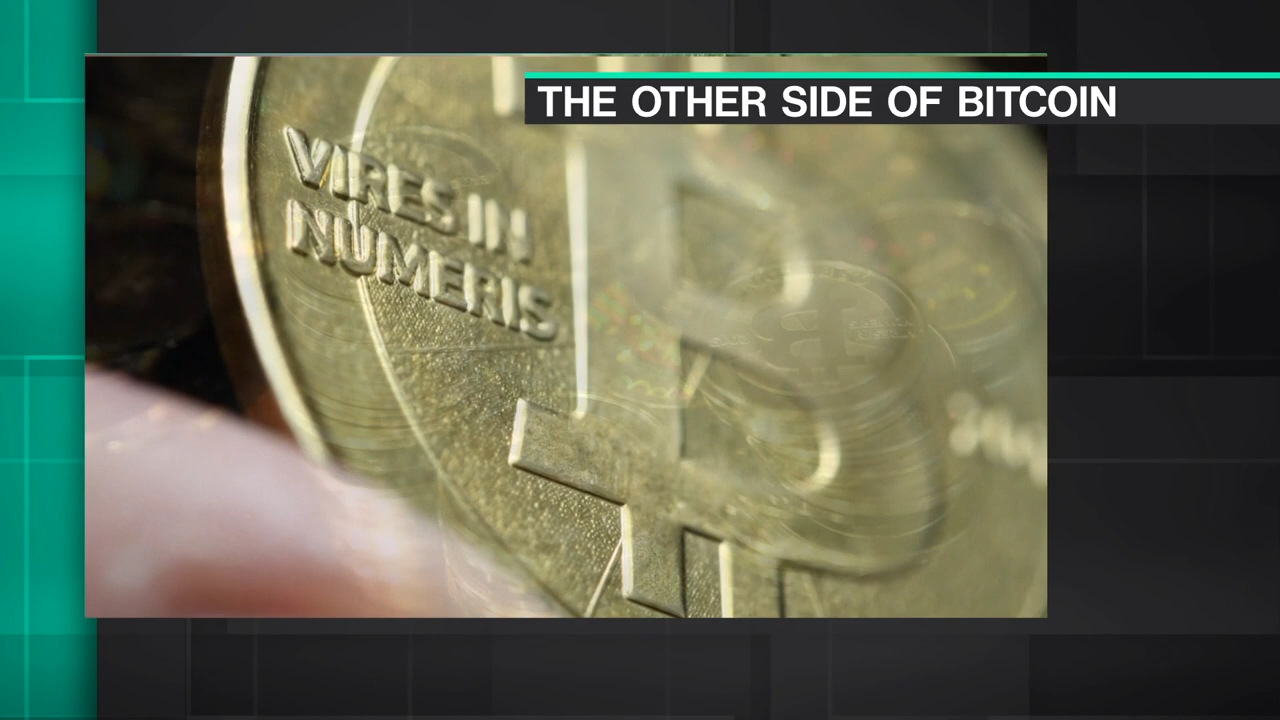 THE OTHER SIDE OF BITCOIN
VIRES IN
NUMERIS